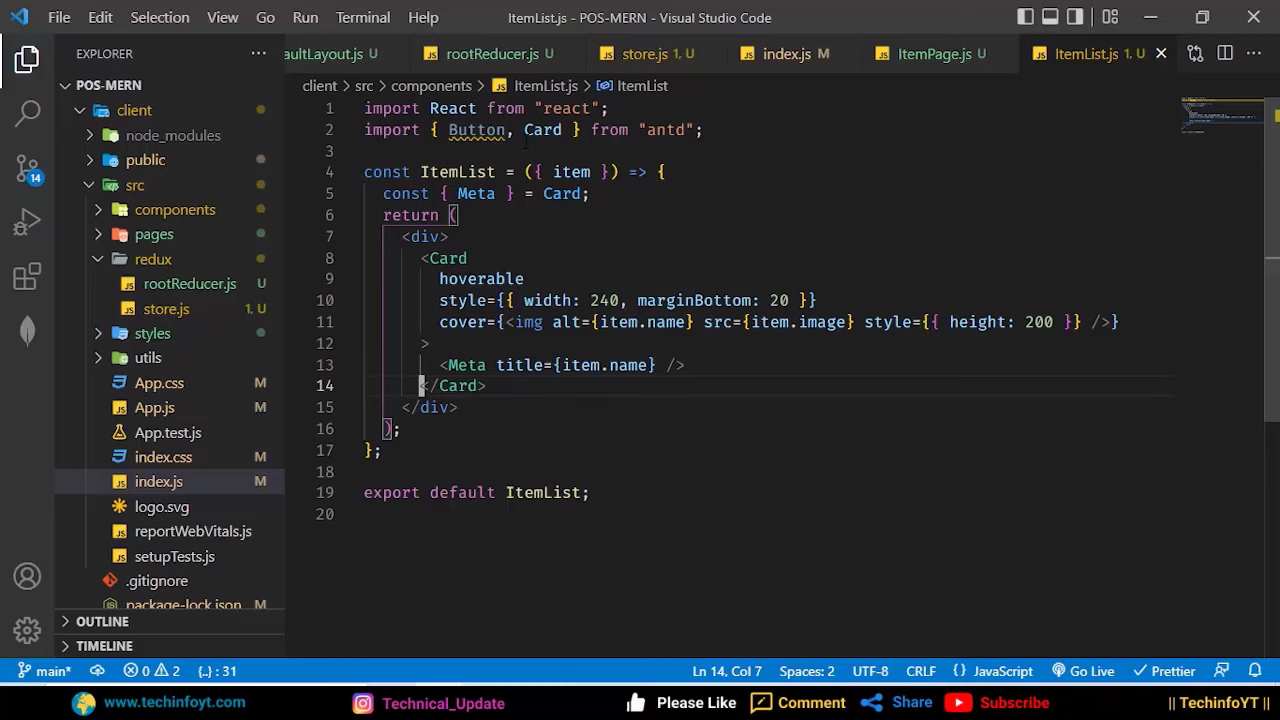 File Edit Selection View Go Run Terminal Help ItemList.js - POS-MERN - Visual Studio Code
EXPLORER
aultLayout.js U rootReducer.js U store.js 1, U index.js M ItemPage.js U ItemList.js 1, U
POS-MERN
client
node_modules
public
src
components
pages
redux
rootReducer.js U
store.js 1, U
styles
utils
App.css M
App.js M
App.test.js
index.css M
index.js M
logo.svg
reportWebVitals.js
setupTests.js
.gitignore
package-lock.json M
OUTLINE
TIMELINE
14
client > src > components > ItemList.js > ItemList
1 import React from "react";
2 import { Button, Card } from "antd";
3
4 const ItemList = ({ item }) => {
5 const { Meta } = Card;
6 return (
7 <div>
8 <Card
9 hoverable
10 style={{ width: 240, marginBottom: 20 }}
11 cover={<img alt={item.name} src={item.image} style={{ height: 200 }} />}
12 >
13 <Meta title={item.name} />
14 </Card>
15 </div>
16 );
17 };
18
19 export default ItemList;
20
main* 0 2 {..} : 31 Ln 14, Col 7 Spaces: 2 UTF-8 CRLF {} JavaScript Go Live Prettier
www.techinfoyt.com Technical_Update Please Like Comment Share Subscribe || TechinfoYT ||